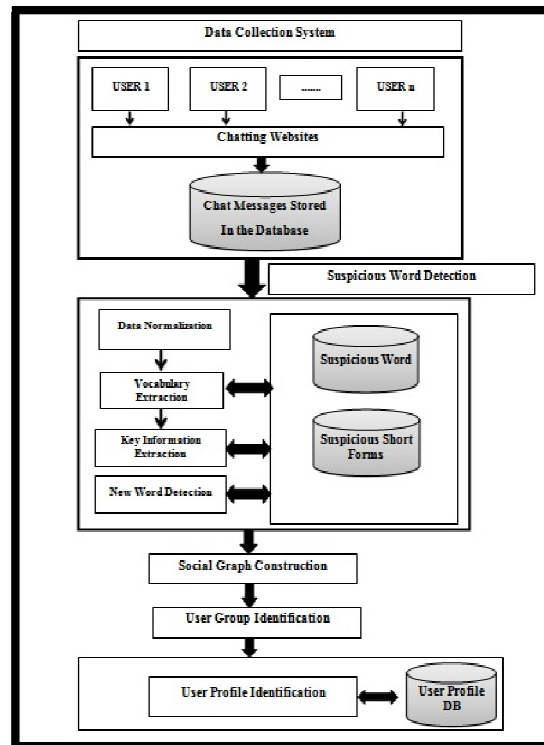 Data Collection System
USER 1
USER 2
.......
USER n
Chatting Websites
Chat Messages Stored
In the Database
Suspicious Word Detection
Data Normalization
Vocabulary
Extraction
Key Information
Extraction
New Word Detection
Suspicious Word
Suspicious Short
Forms
Social Graph Construction
User Group Identification
User Profile Identification
User Profile
DB